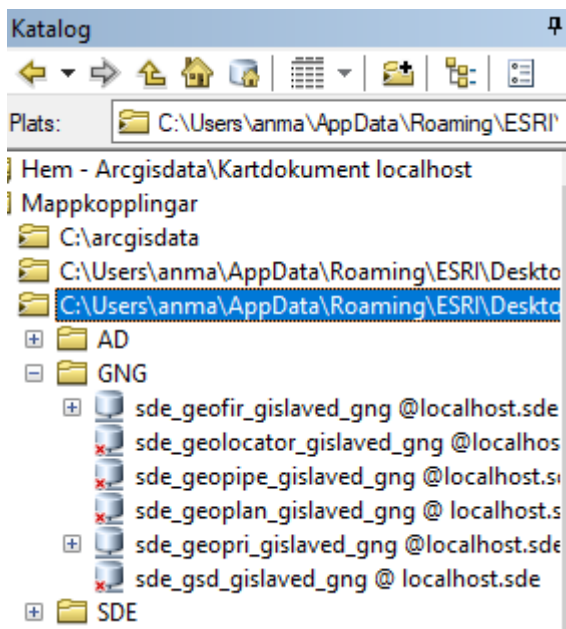 Katalog
Plats: C:\Users\anma\AppData\Roaming\ESRI\
Hem - Arcgisdata\Kartdokument localhost
Mappkopplingar
C:\arcgisdata
C:\Users\anma\AppData\Roaming\ESRI\Deskto
C:\Users\anma\AppData\Roaming\ESRI\Deskto
AD
GNG
sde_geofir_gislaved_gng @localhost.sde
sde_geolocator_gislaved_gng @localhos
sde_geopipe_gislaved_gng @localhost.s
sde_geoplan_gislaved_gng @ localhost.s
sde_geopri_gislaved_gng @localhost.sde
sde_gsd_gislaved_gng @ localhost.sde
SDE